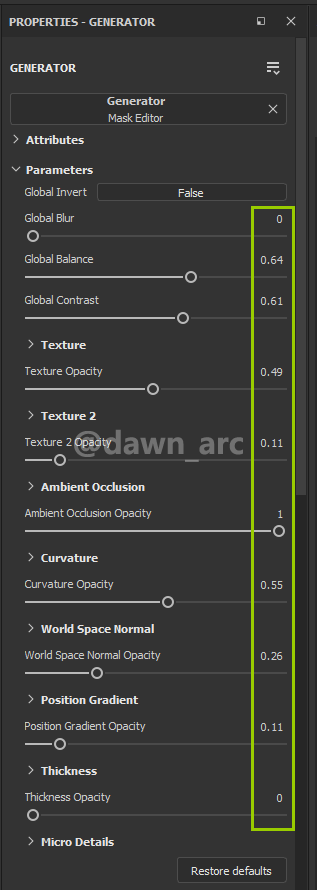 PROPERTIES - GENERATOR
GENERATOR
Generator
Mask Editor
Attributes
Parameters
Global Invert False
Global Blur 0
Global Balance 0.64
Global Contrast 0.61
Texture
Texture Opacity 0.49
Texture 2
@dawn_arc
Texture 2 Opacity 0.11
Ambient Occlusion
Ambient Occlusion Opacity 1
Curvature
Curvature Opacity 0.55
World Space Normal
World Space Normal Opacity 0.26
Position Gradient
Position Gradient Opacity 0.11
Thickness
Thickness Opacity 0
Micro Details
Restore defaults